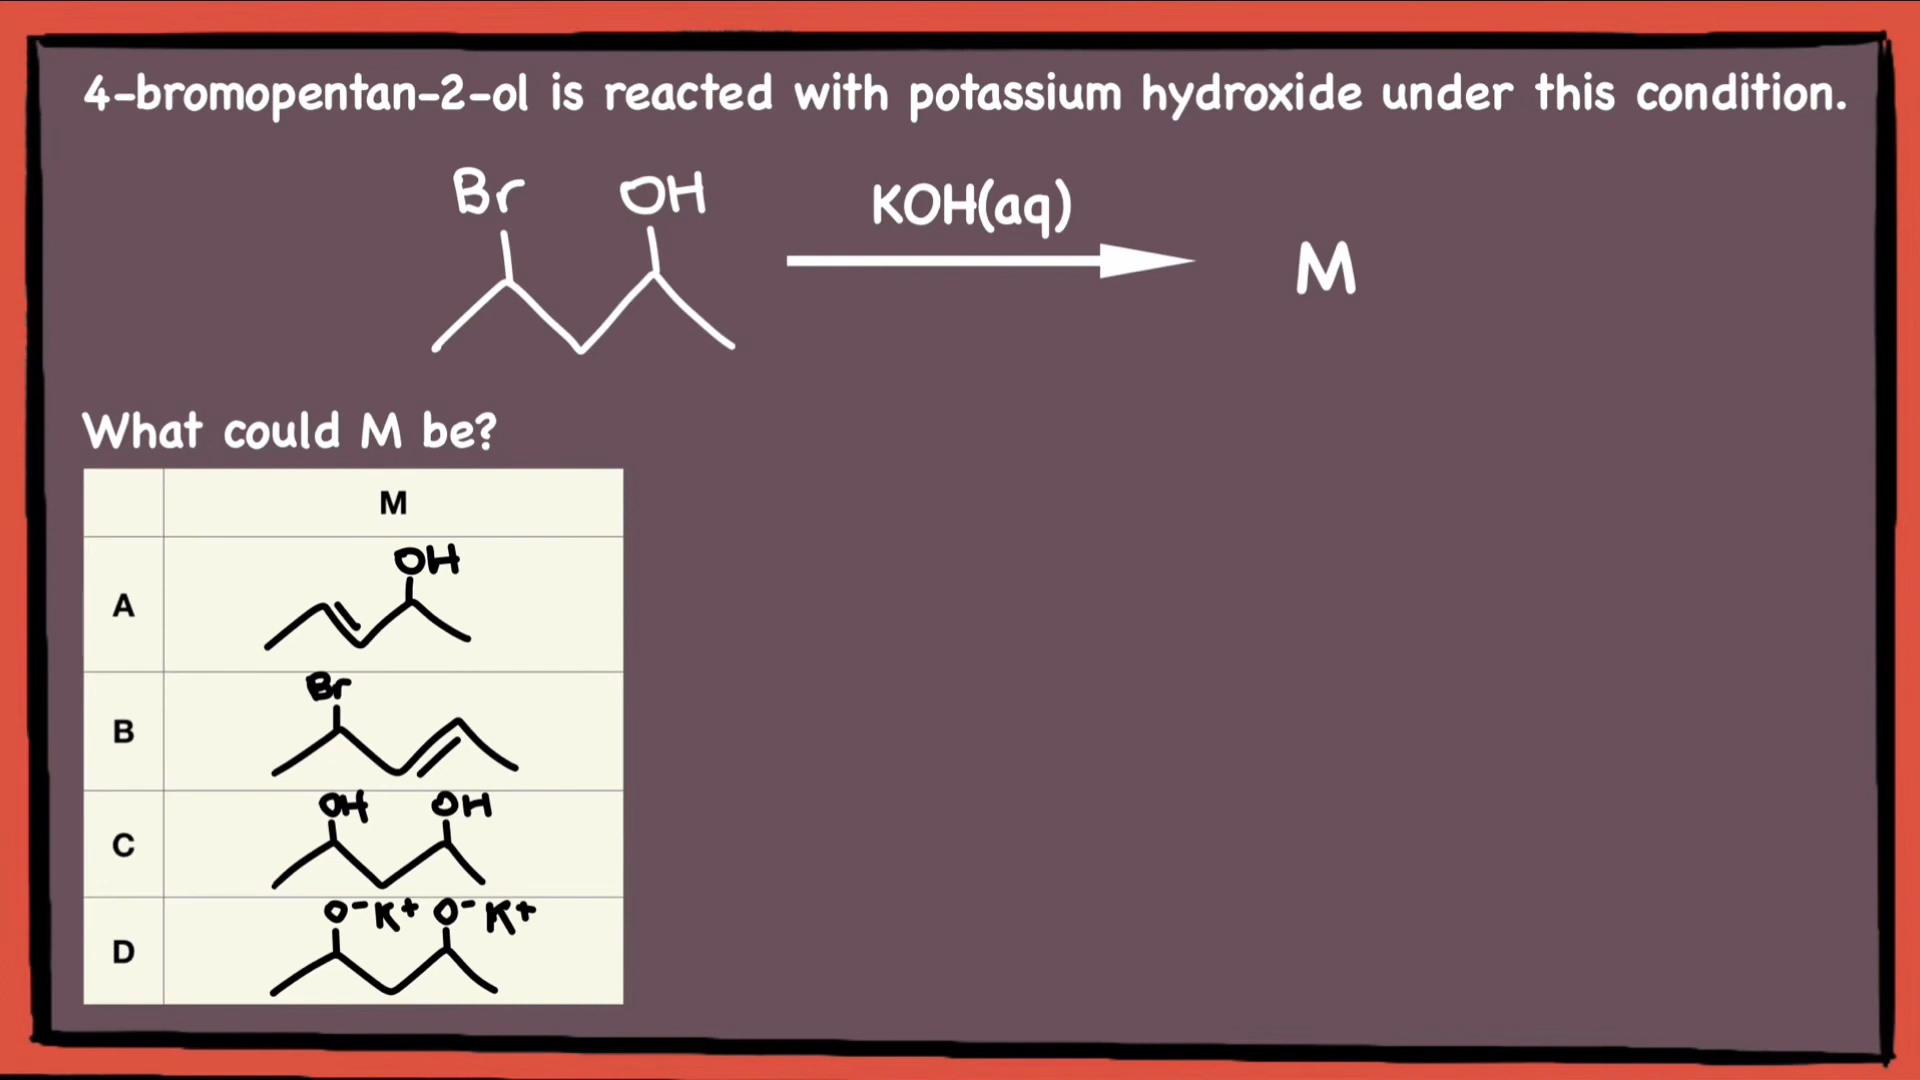 4-bromopentan-2-ol is reacted with potassium hydroxide under this condition.
Br OH
KOH(aq)
M
What could M be?
M
OH
A
Br
B
OH OH
C
O⁻K⁺ O⁻K⁺
D